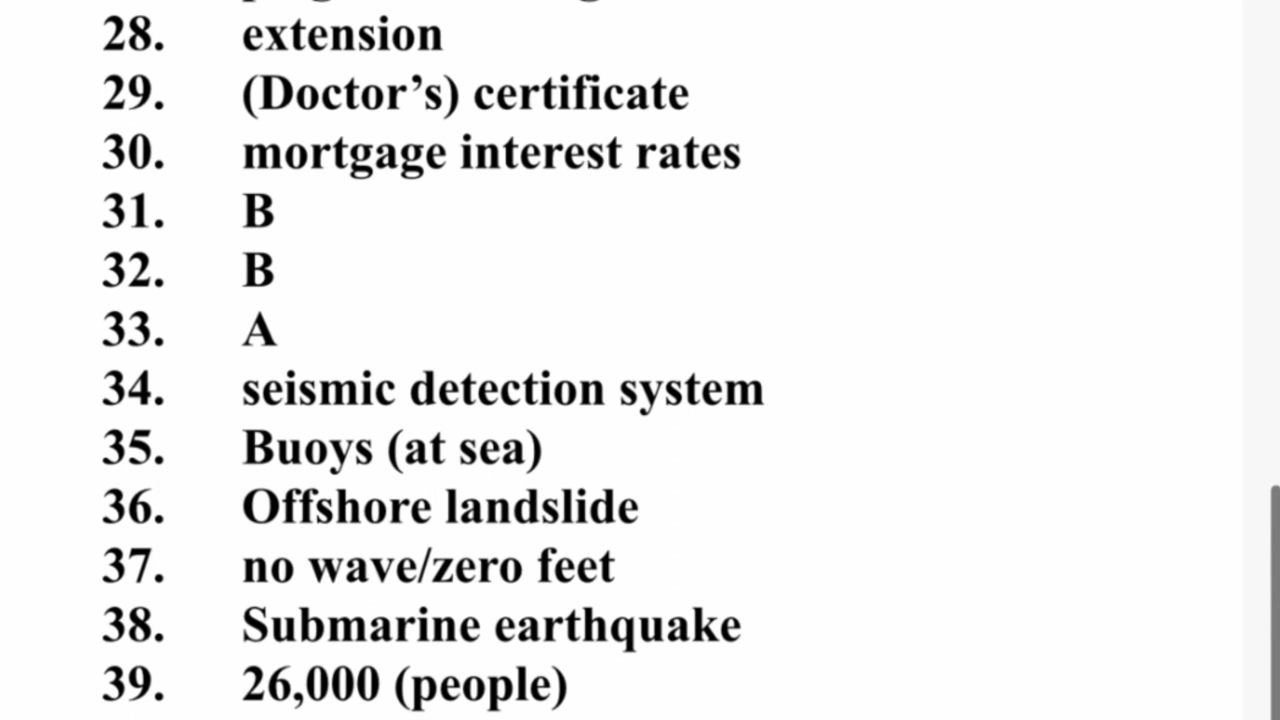 28. extension
29. (Doctor’s) certificate
30. mortgage interest rates
31. B
32. B
33. A
34. seismic detection system
35. Buoys (at sea)
36. Offshore landslide
37. no wave/zero feet
38. Submarine earthquake
39. 26,000 (people)